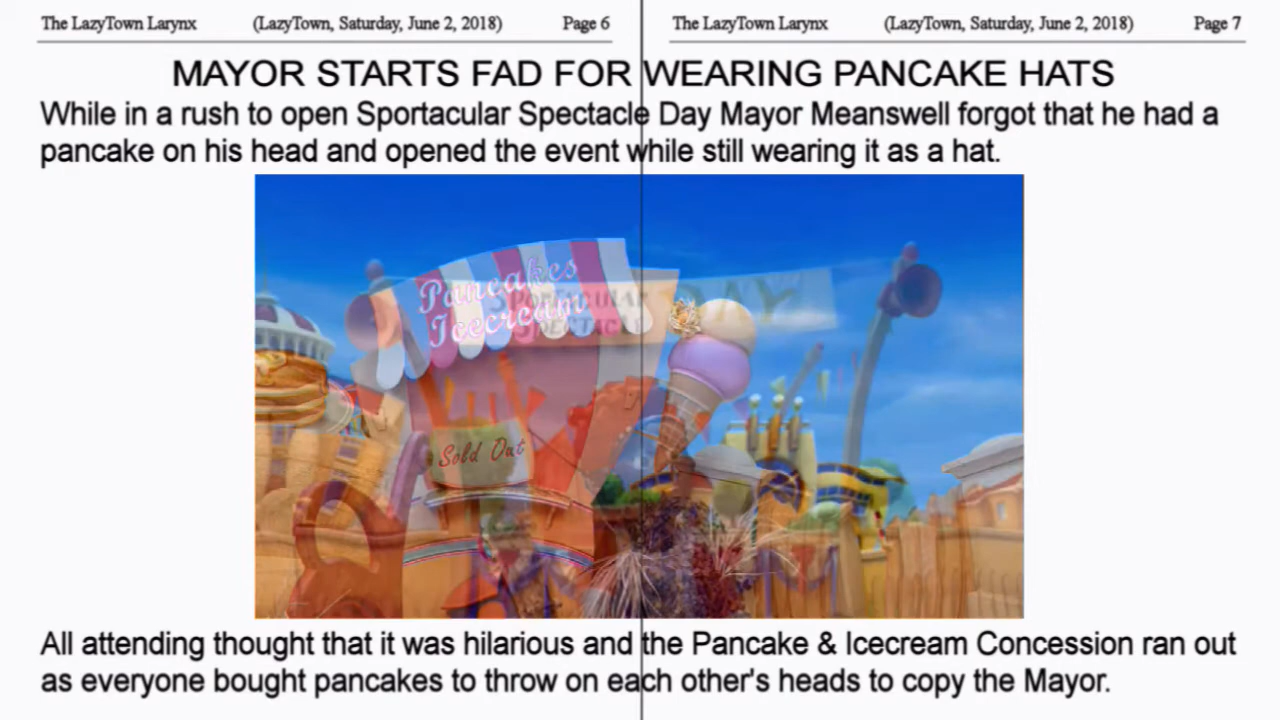 The LazyTown Larynx (LazyTown, Saturday, June 2, 2018) Page 6
The LazyTown Larynx (LazyTown, Saturday, June 2, 2018) Page 7
MAYOR STARTS FAD FOR WEARING PANCAKE HATS
While in a rush to open Sportacular Spectacle Day Mayor Meanswell forgot that he had a
pancake on his head and opened the event while still wearing it as a hat.
Pancakes
Icecream
Sportacular
Spectacle
DAY
Sold Out
All attending thought that it was hilarious and the Pancake & Icecream Concession ran out
as everyone bought pancakes to throw on each other's heads to copy the Mayor.